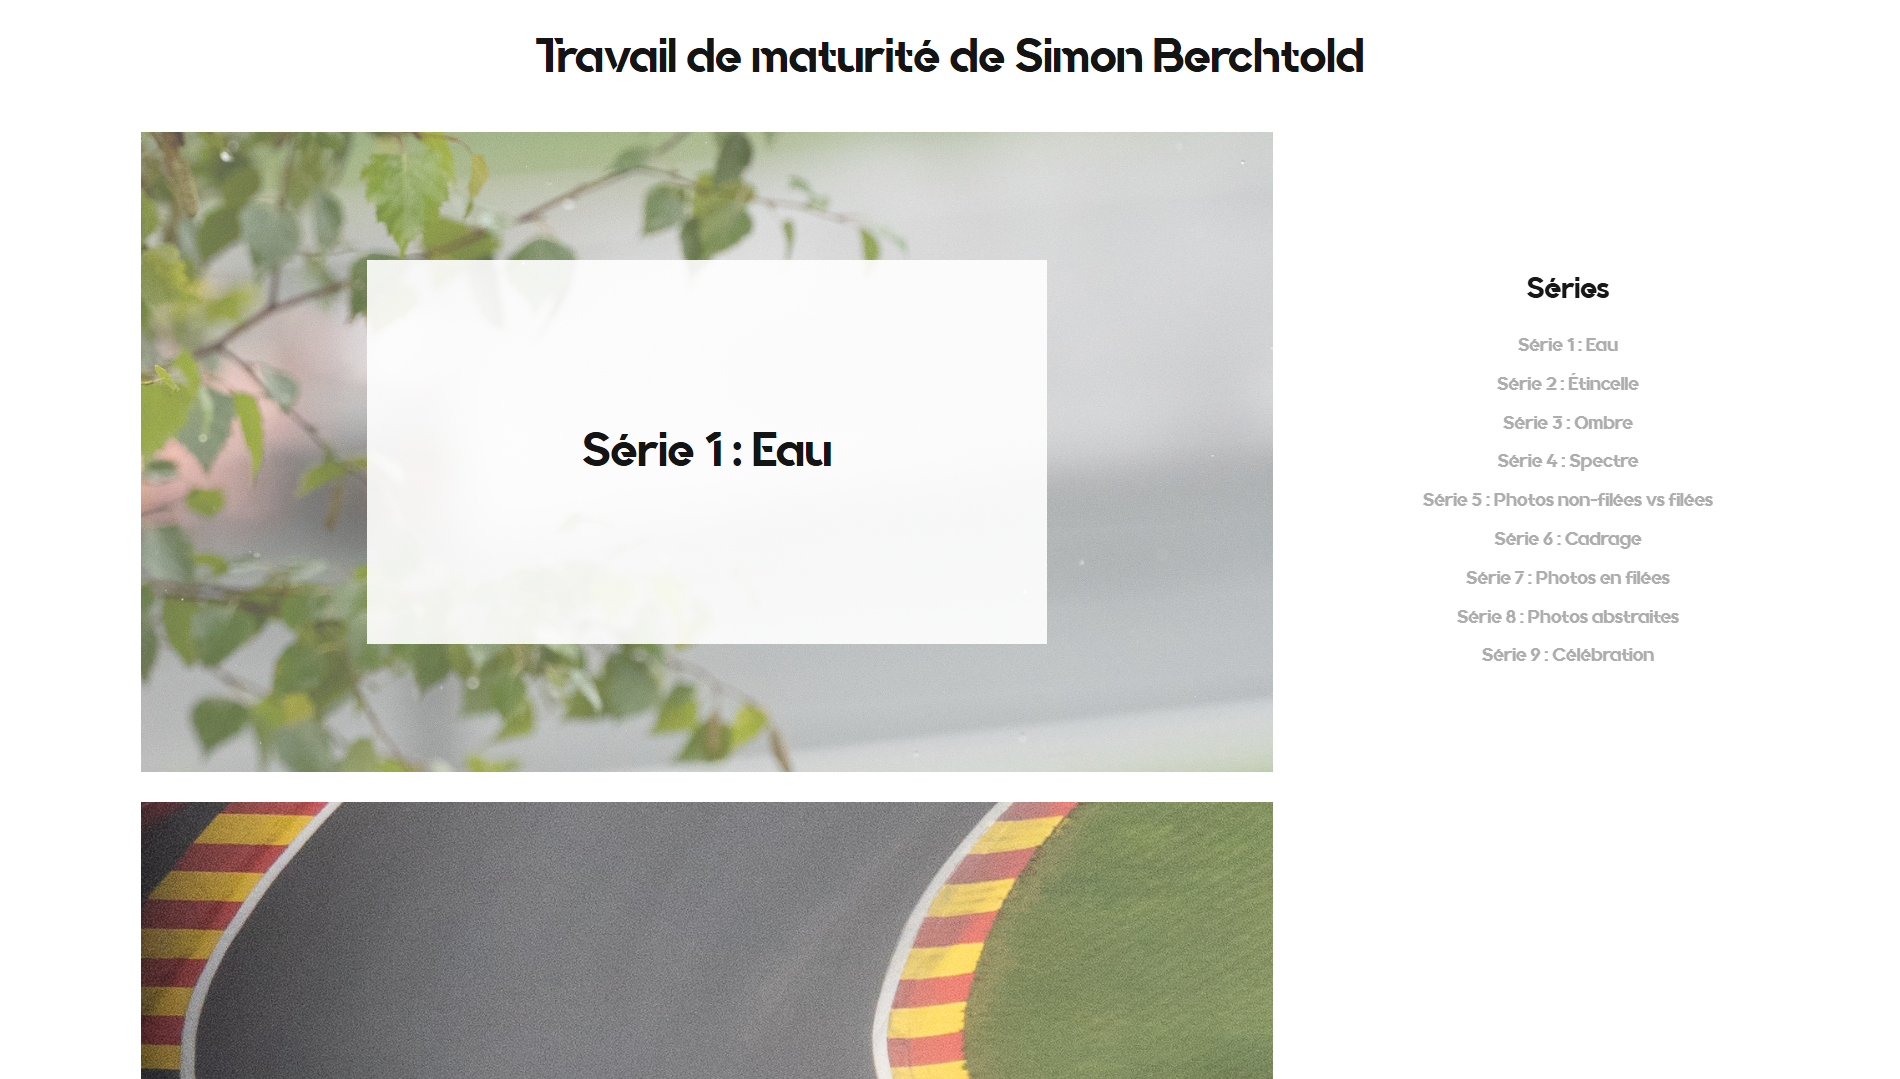 Travail de maturité de Simon Berchtold
Série 1 : Eau
Séries
Série 1 : Eau
Série 2 : Étincelle
Série 3 : Ombre
Série 4 : Spectre
Série 5 : Photos non-filées vs filées
Série 6 : Cadrage
Série 7 : Photos en filées
Série 8 : Photos abstraites
Série 9 : Célébration